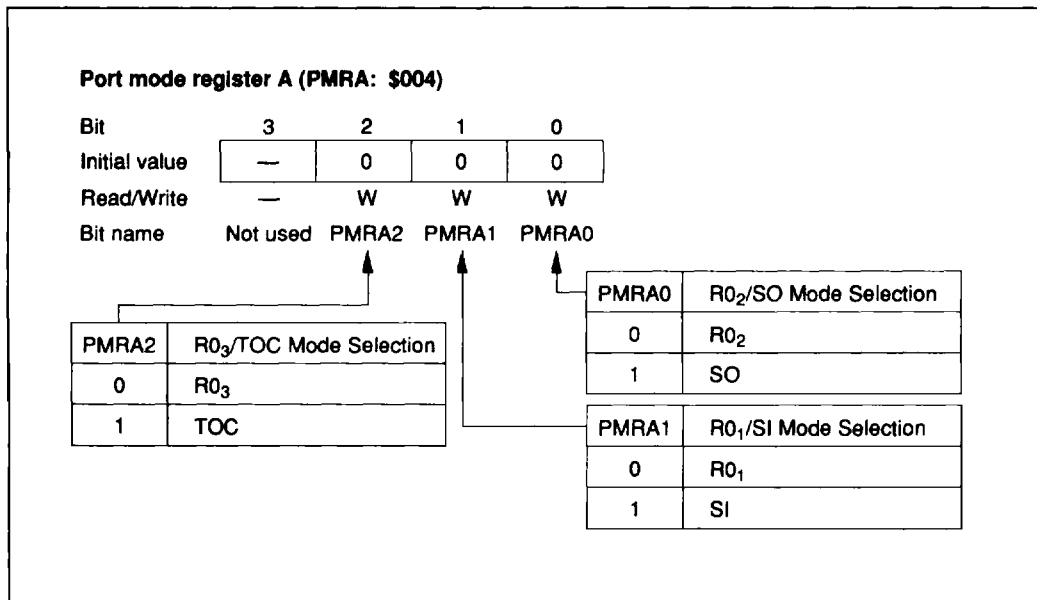 Port mode register A (PMRA: $004)
Bit 3 2 1 0
Initial value — 0 0 0
Read/Write — W W W
Bit name Not used PMRA2 PMRA1 PMRA0
PMRA0 R0₂/SO Mode Selection
0 R0₂
1 SO
PMRA2 R0₃/TOC Mode Selection
0 R0₃
1 TOC
PMRA1 R0₁/SI Mode Selection
0 R0₁
1 SI